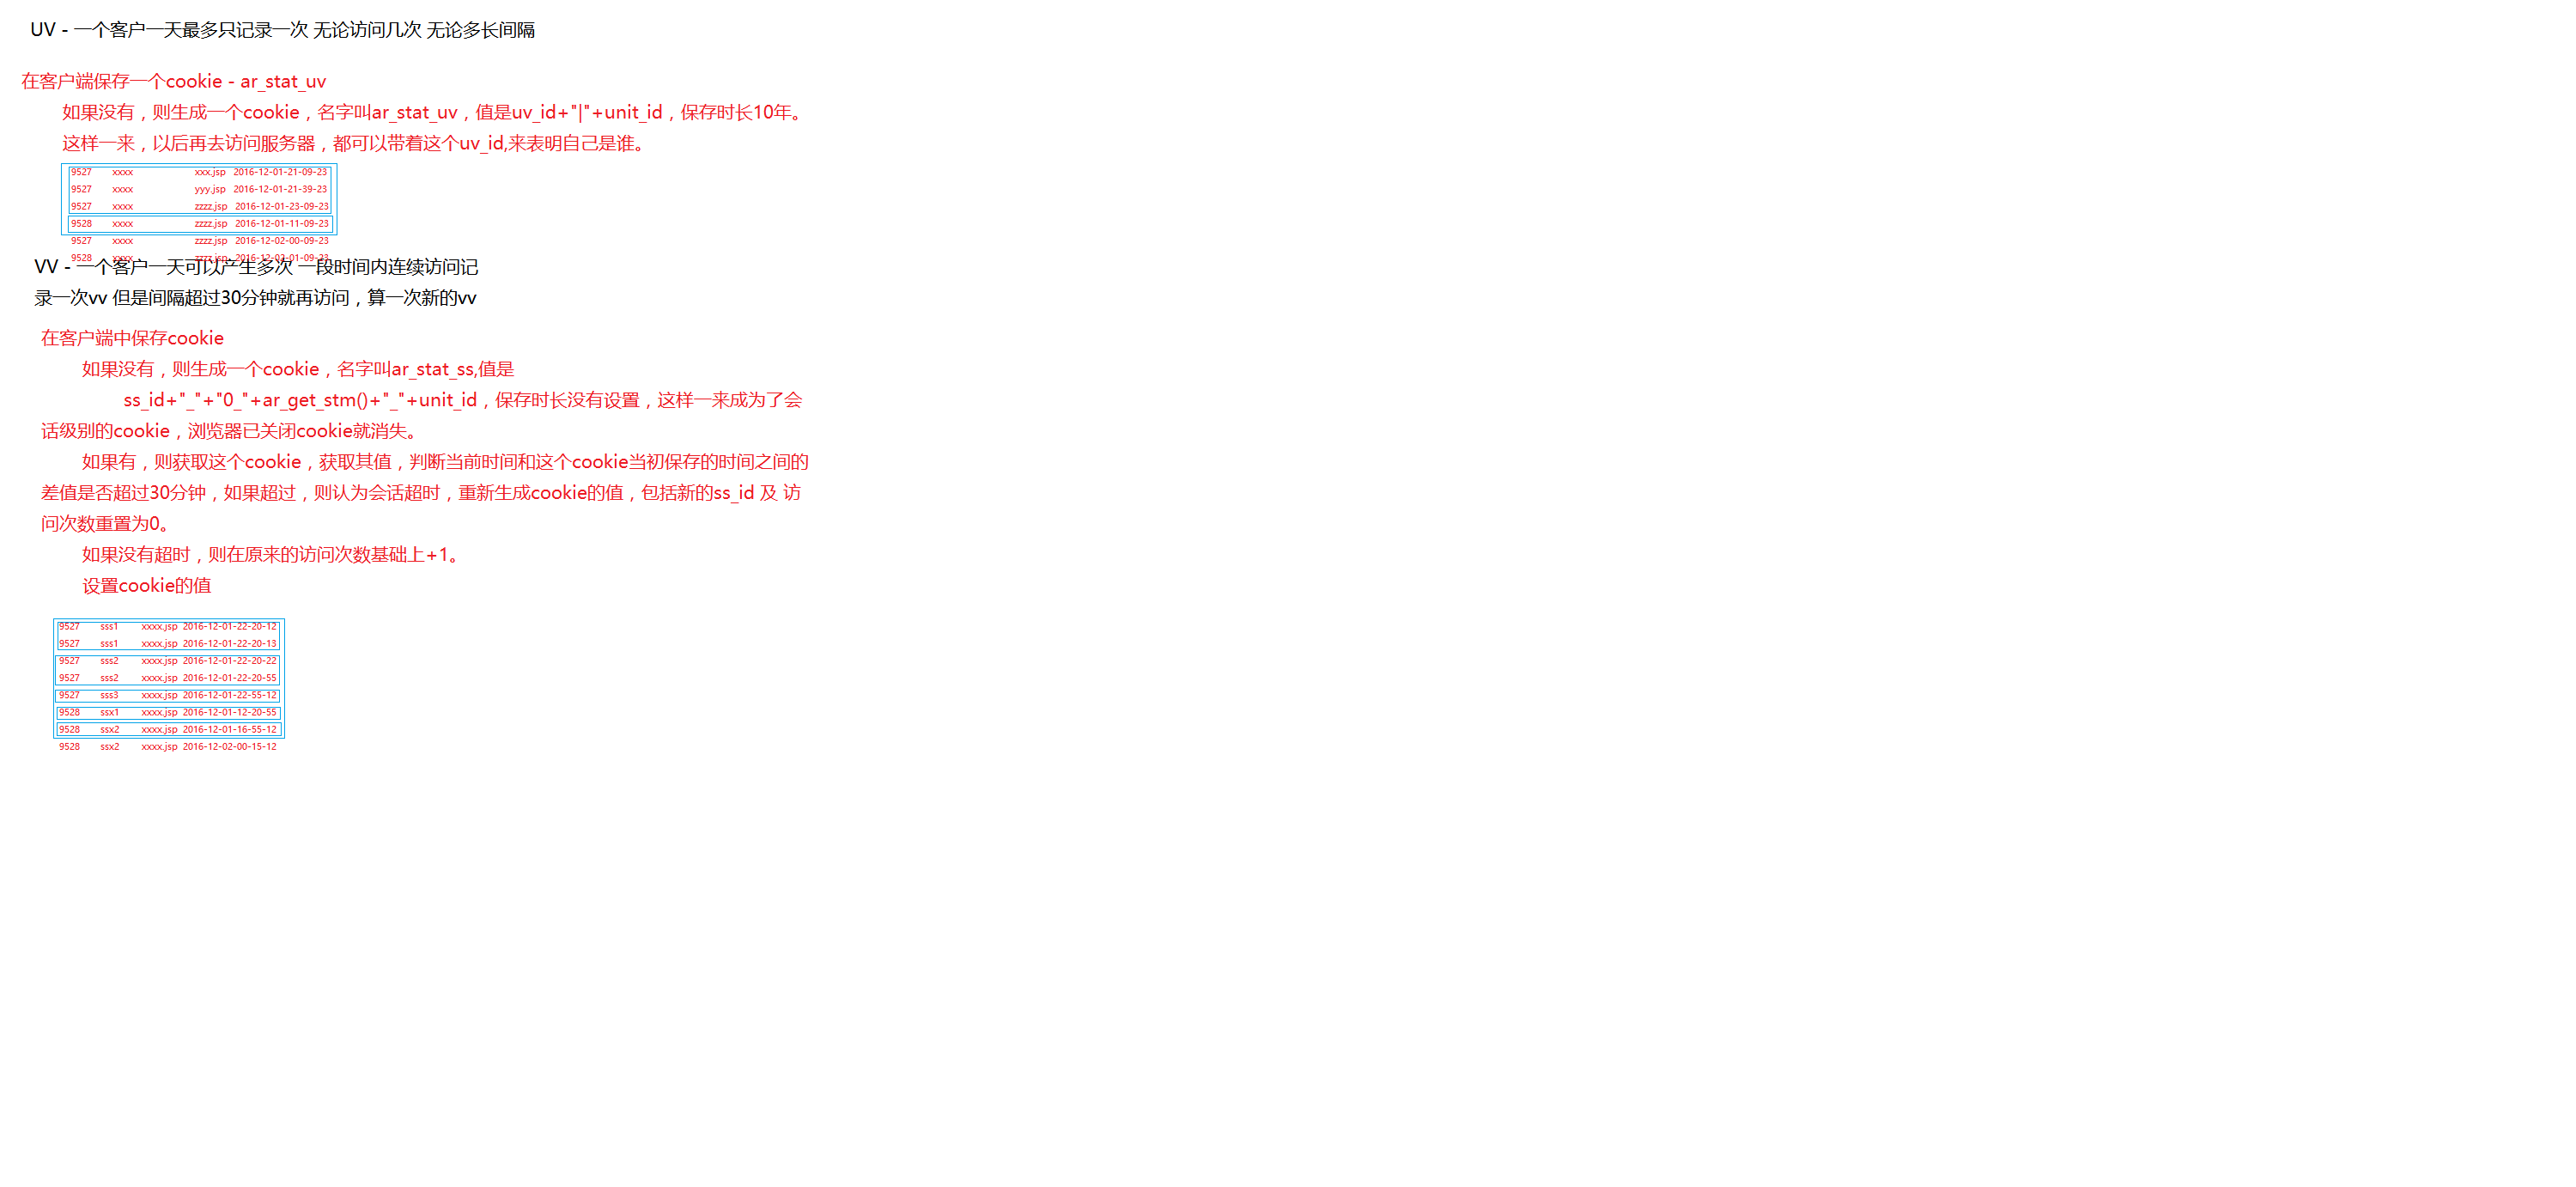 UV - 一个客户一天最多只记录一次 无论访问几次 无论多长间隔
在客户端保存一个cookie - ar_stat_uv
如果没有，则生成一个cookie，名字叫ar_stat_uv，值是uv_id+"|"+unit_id，保存时长10年。
这样一来，以后再去访问服务器，都可以带着这个uv_id,来表明自己是谁。
9527 xxxx xxx.jsp 2016-12-01-21-09-23
9527 xxxx yyy.jsp 2016-12-01-21-39-23
9527 xxxx zzzz.jsp 2016-12-01-23-09-23
9528 xxxx zzzz.jsp 2016-12-01-11-09-23
9527 xxxx zzzz.jsp 2016-12-02-00-09-23
9528 xxxx zzzz.jsp 2016-12-02-01-09-23
VV - 一个客户一天可以产生多次 一段时间内连续访问记
录一次vv 但是间隔超过30分钟就再访问，算一次新的vv
在客户端中保存cookie
如果没有，则生成一个cookie，名字叫ar_stat_ss,值是
ss_id+"_"+"0_"+ar_get_stm()+"_"+unit_id，保存时长没有设置，这样一来成为了会
话级别的cookie，浏览器已关闭cookie就消失。
如果有，则获取这个cookie，获取其值，判断当前时间和这个cookie当初保存的时间之间的
差值是否超过30分钟，如果超过，则认为会话超时，重新生成cookie的值，包括新的ss_id 及 访
问次数重置为0。
如果没有超时，则在原来的访问次数基础上+1。
设置cookie的值
9527 sss1 xxxx.jsp 2016-12-01-22-20-12
9527 sss1 xxxx.jsp 2016-12-01-22-20-13
9527 sss2 xxxx.jsp 2016-12-01-22-20-22
9527 sss2 xxxx.jsp 2016-12-01-22-20-55
9527 sss3 xxxx.jsp 2016-12-01-22-55-12
9528 ssx1 xxxx.jsp 2016-12-01-12-20-55
9528 ssx2 xxxx.jsp 2016-12-01-16-55-12
9528 ssx2 xxxx.jsp 2016-12-02-00-15-12